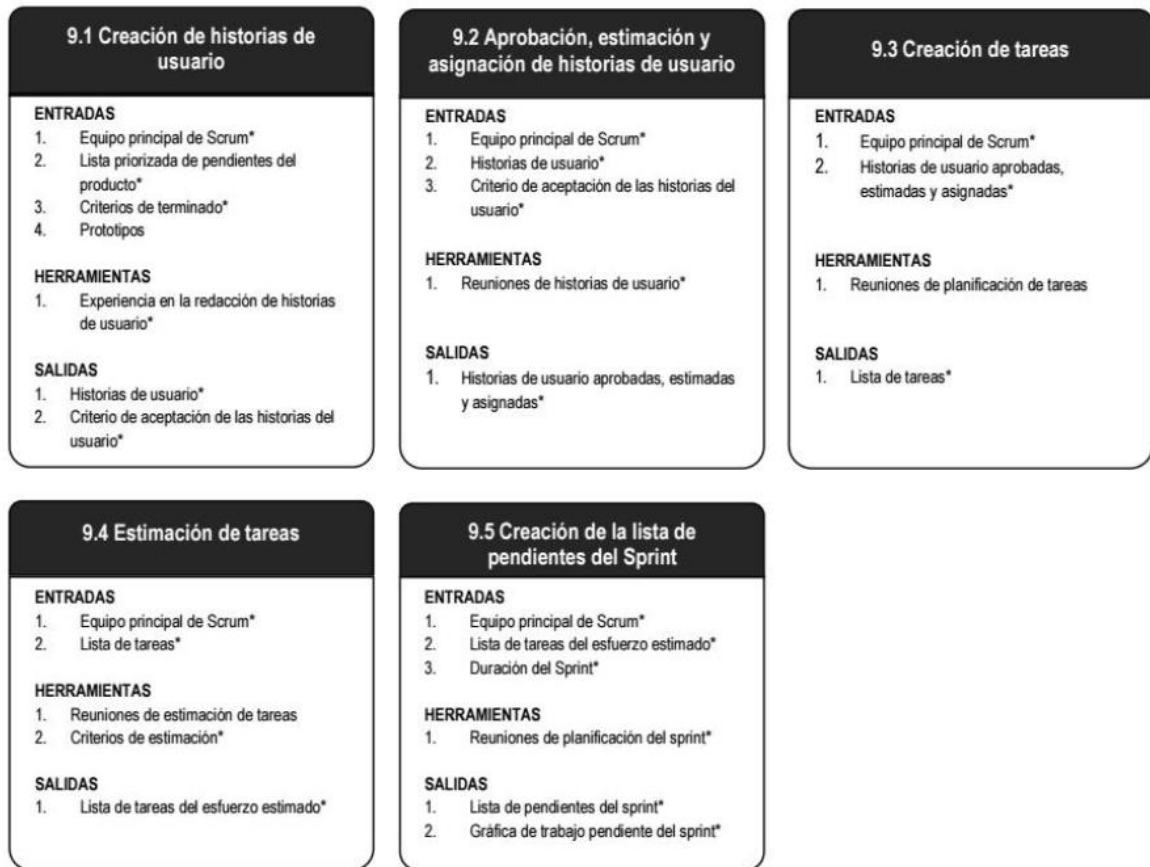 9.1 Creación de historias de
usuario
ENTRADAS
1. Equipo principal de Scrum*
2. Lista priorizada de pendientes del
producto*
3. Criterios de terminado*
4. Prototipos
HERRAMIENTAS
1. Experiencia en la redacción de historias
de usuario*
SALIDAS
1. Historias de usuario*
2. Criterio de aceptación de las historias del
usuario*
9.2 Aprobación, estimación y
asignación de historias de usuario
ENTRADAS
1. Equipo principal de Scrum*
2. Historias de usuario*
3. Criterio de aceptación de las historias del
usuario*
HERRAMIENTAS
1. Reuniones de historias de usuario*
SALIDAS
1. Historias de usuario aprobadas, estimadas
y asignadas*
9.3 Creación de tareas
ENTRADAS
1. Equipo principal de Scrum*
2. Historias de usuario aprobadas,
estimadas y asignadas*
HERRAMIENTAS
1. Reuniones de planificación de tareas
SALIDAS
1. Lista de tareas*
9.4 Estimación de tareas
ENTRADAS
1. Equipo principal de Scrum*
2. Lista de tareas*
HERRAMIENTAS
1. Reuniones de estimación de tareas
2. Criterios de estimación*
SALIDAS
1. Lista de tareas del esfuerzo estimado*
9.5 Creación de la lista de
pendientes del Sprint
ENTRADAS
1. Equipo principal de Scrum*
2. Lista de tareas del esfuerzo estimado*
3. Duración del Sprint*
HERRAMIENTAS
1. Reuniones de planificación del sprint*
SALIDAS
1. Lista de pendientes del sprint*
2. Gráfica de trabajo pendiente del sprint*